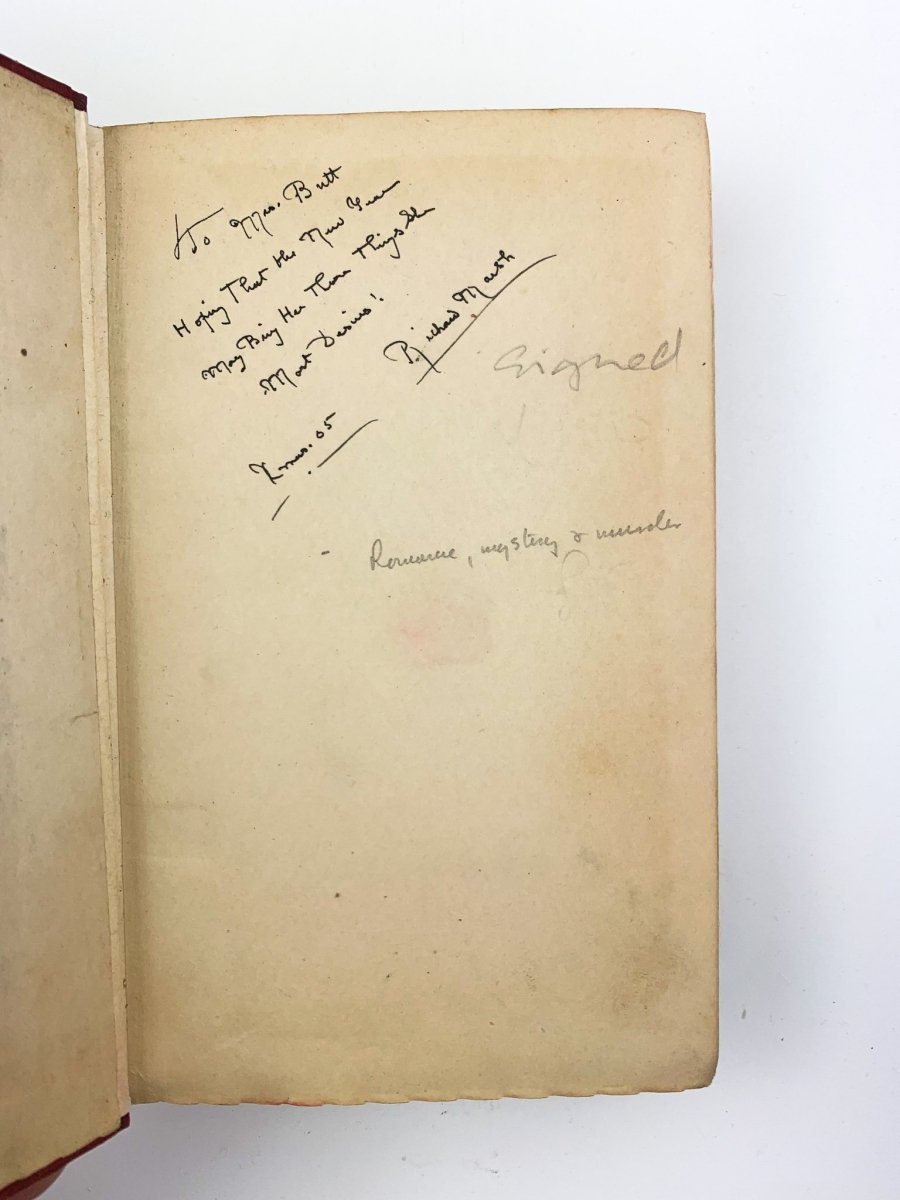 To Mrs. Butt
Hoping That the New Year
May Bring Her Those Things She
Most Desires!
Richard Marsh
Signed
Xmas. 05
Romance, mystery & murder